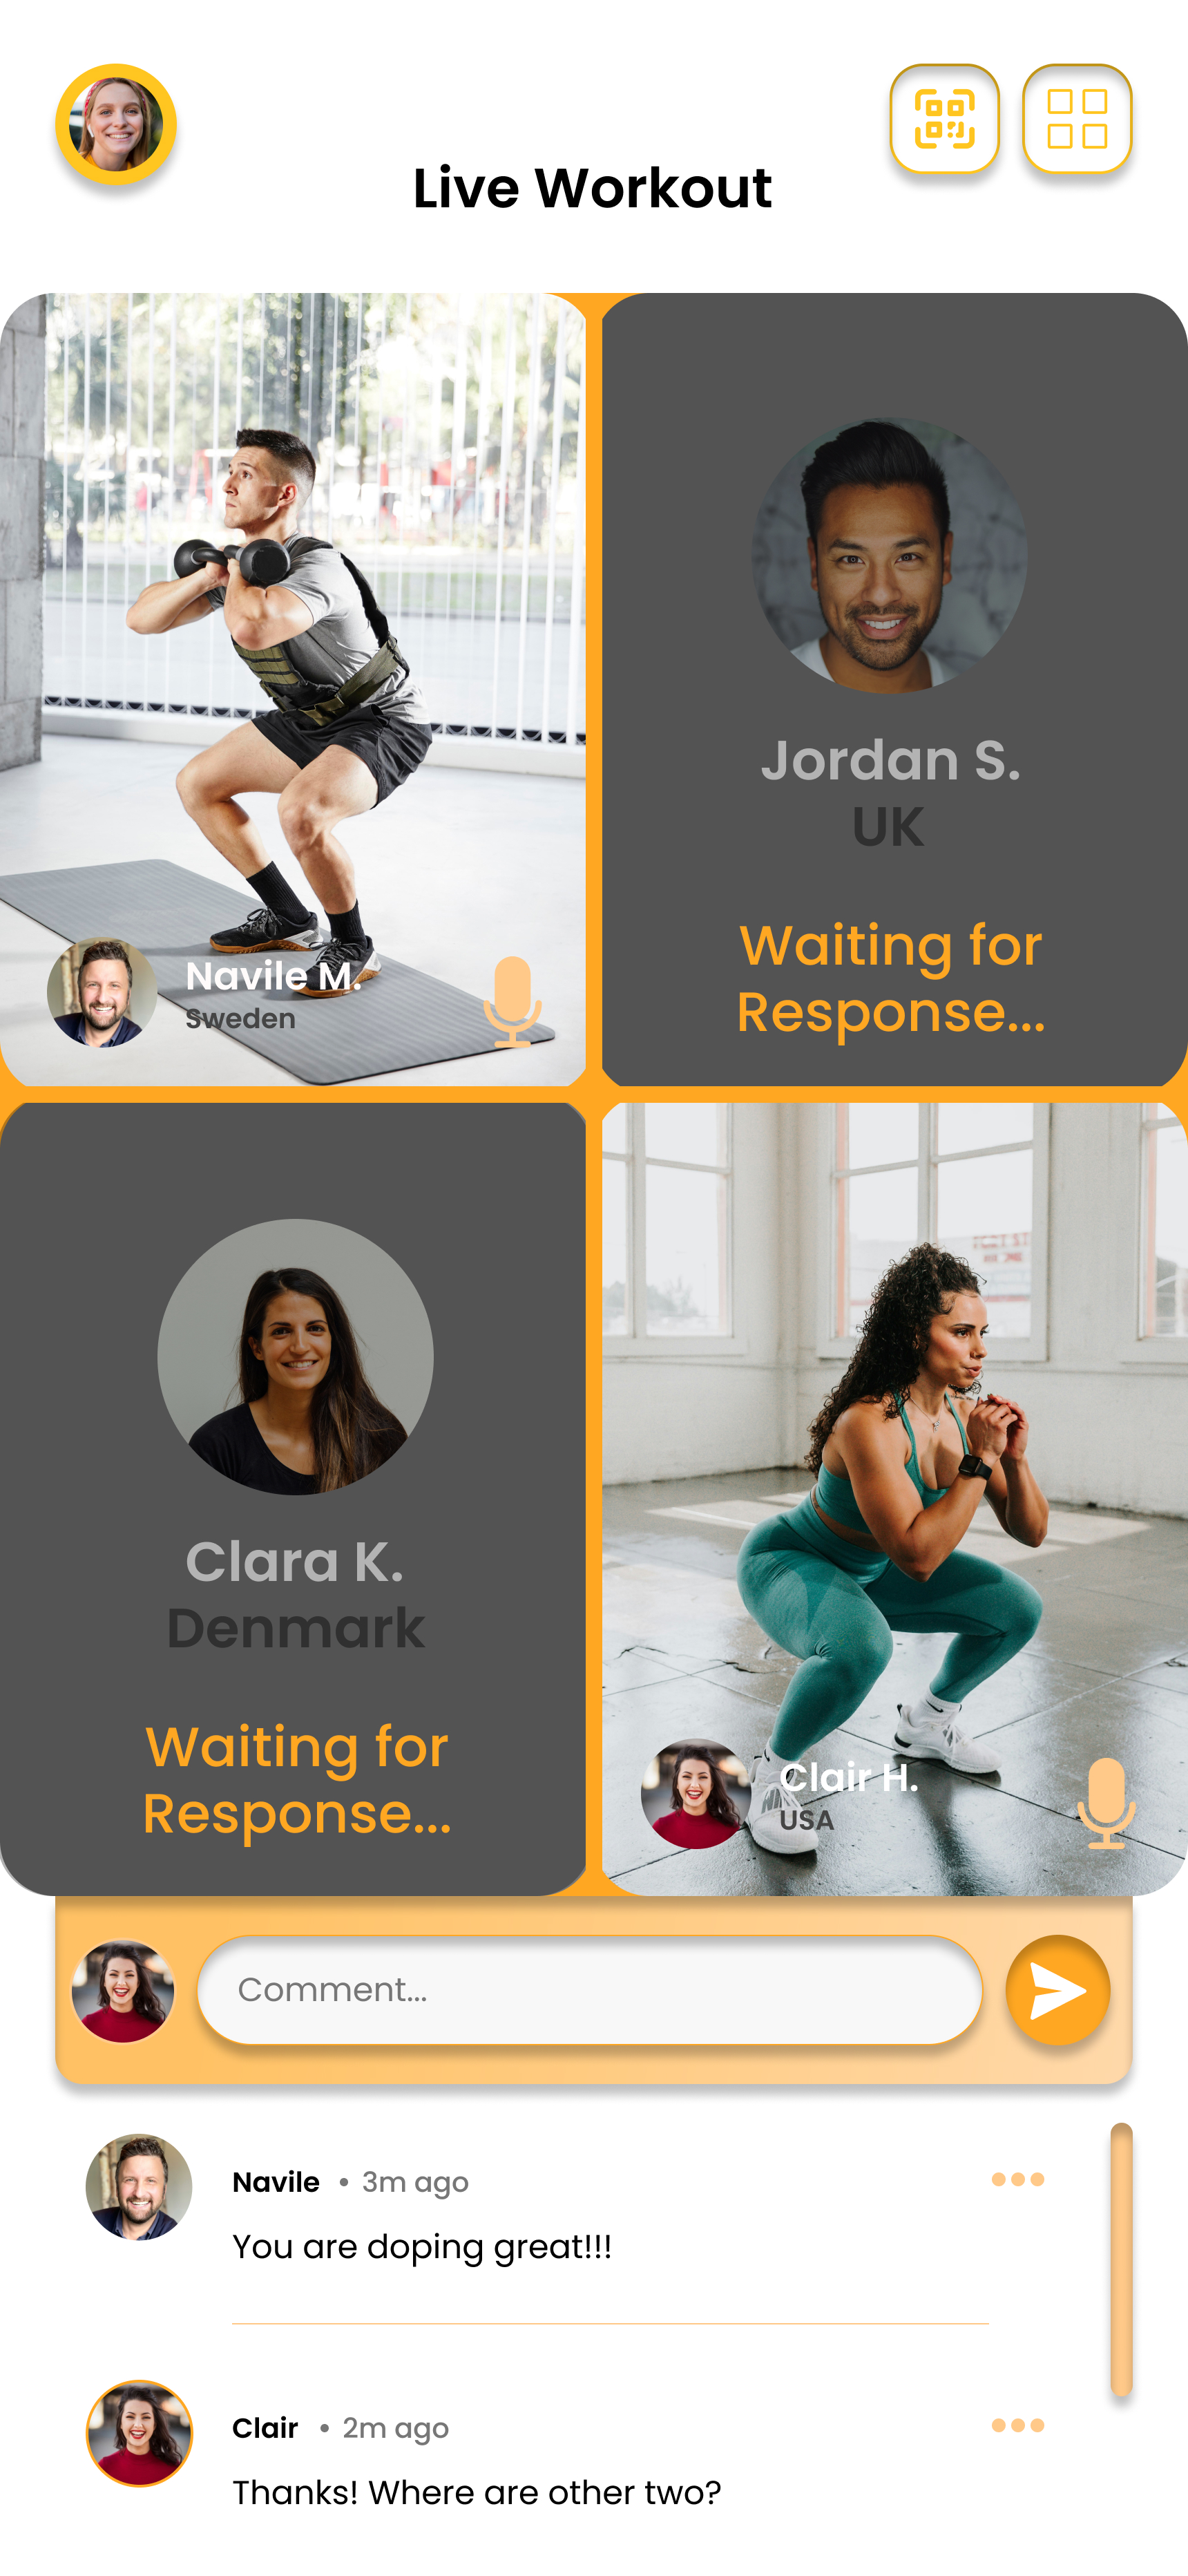 Live Workout
Navile M.
Sweden
Jordan S.
UK
Waiting for
Response...
Clara K.
Denmark
Waiting for
Response...
Clair H.
USA
Comment...
Navile • 3m ago
You are doping great!!!
Clair • 2m ago
Thanks! Where are other two?